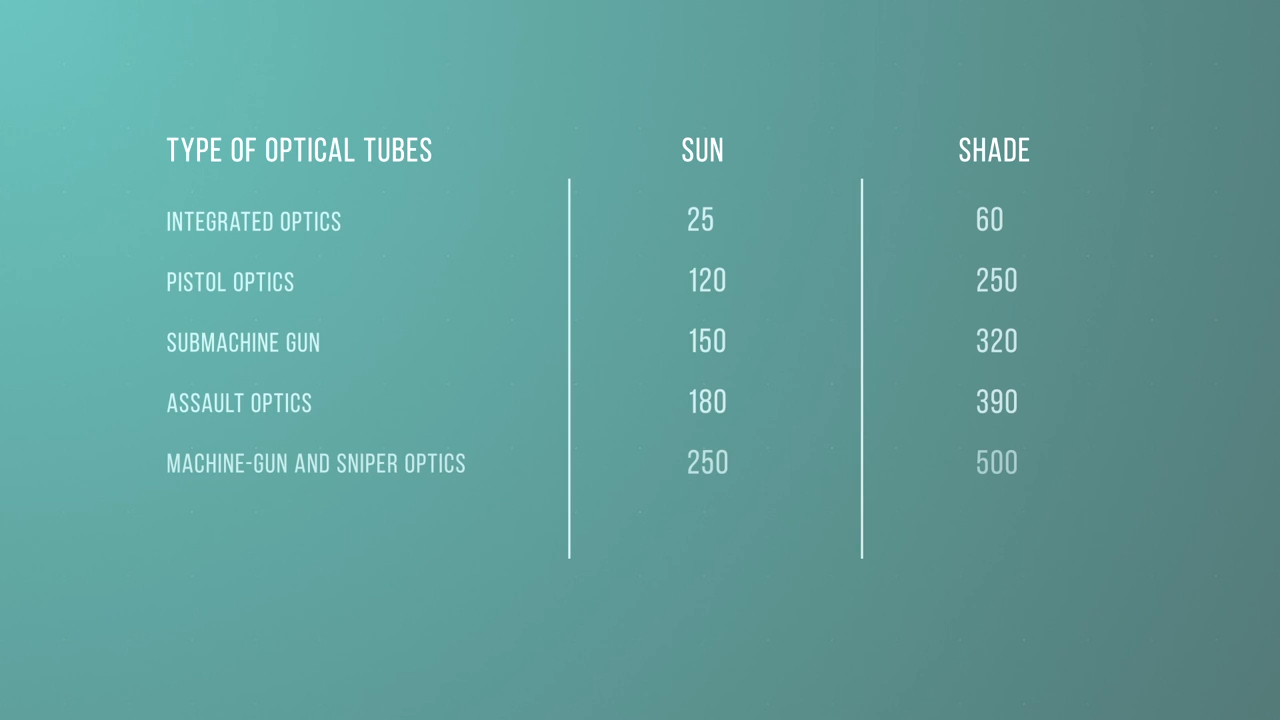 TYPE OF OPTICAL TUBES SUN SHADE
INTEGRATED OPTICS 25 60
PISTOL OPTICS 120 250
SUBMACHINE GUN 150 320
ASSAULT OPTICS 180 390
MACHINE-GUN AND SNIPER OPTICS 250 500